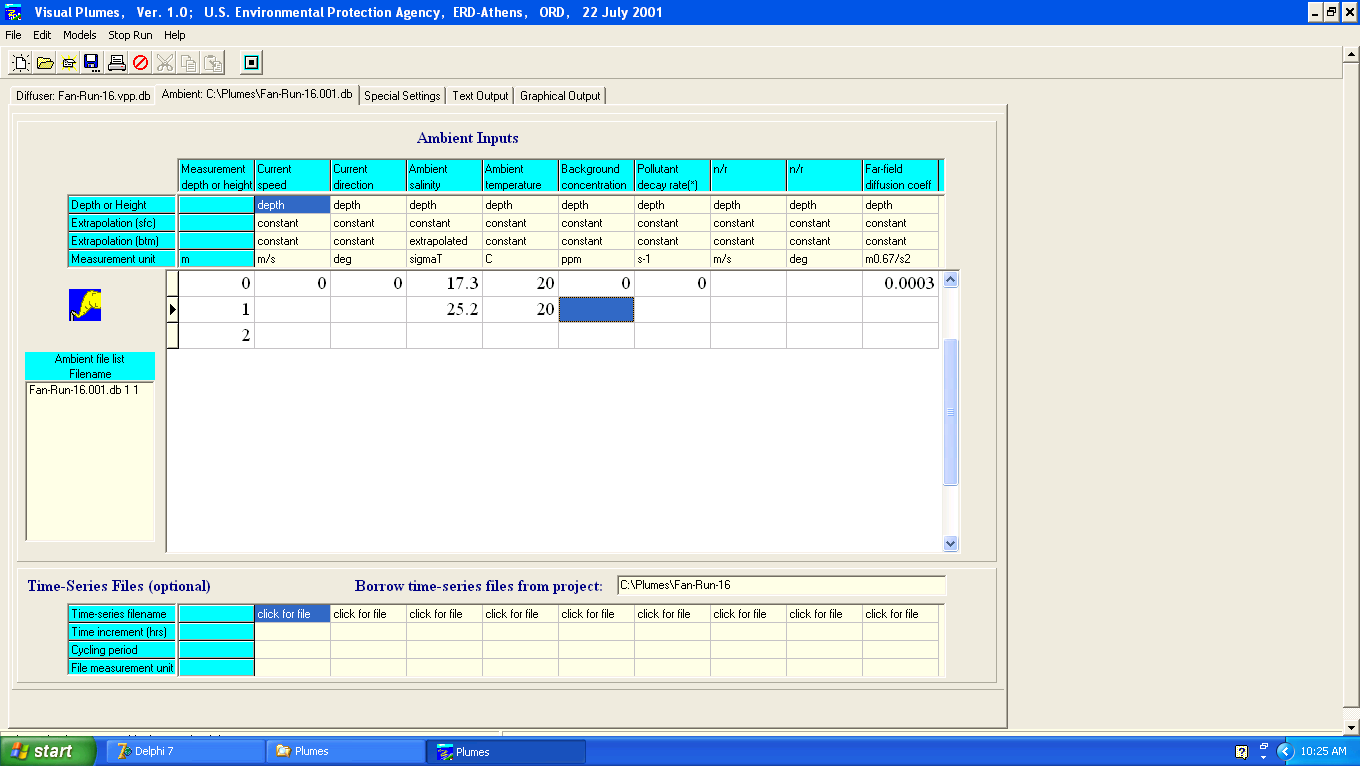 Visual Plumes, Ver. 1.0; U.S. Environmental Protection Agency, ERD-Athens, ORD, 22 July 2001
File Edit Models Stop Run Help
Diffuser: Fan-Run-16.vpp.db Ambient: C:\Plumes\Fan-Run-16.001.db Special Settings Text Output Graphical Output
Ambient Inputs
Measurement Current Current Ambient Ambient Background Pollutant n/r n/r Far-field
depth or height speed direction salinity temperature concentration decay rate(*) diffusion coeff
Depth or Height depth depth depth depth depth depth depth depth depth
Extrapolation (sfc) constant constant constant constant constant constant constant constant constant
Extrapolation (btm) constant constant extrapolated constant constant constant constant constant constant
Measurement unit m m/s deg sigmaT C ppm s-1 m/s deg m0.67/s2
0 0 0 17.3 20 0 0 0.0003
1 25.2 20
2
Ambient file list
Filename
Fan-Run-16.001.db 1 1
Time-Series Files (optional) Borrow time-series files from project: C:\Plumes\Fan-Run-16
Time-series filename click for file click for file click for file click for file click for file click for file click for file click for file click for file
Time increment (hrs)
Cycling period
File measurement unit
start Delphi 7 Plumes Plumes 10:25 AM